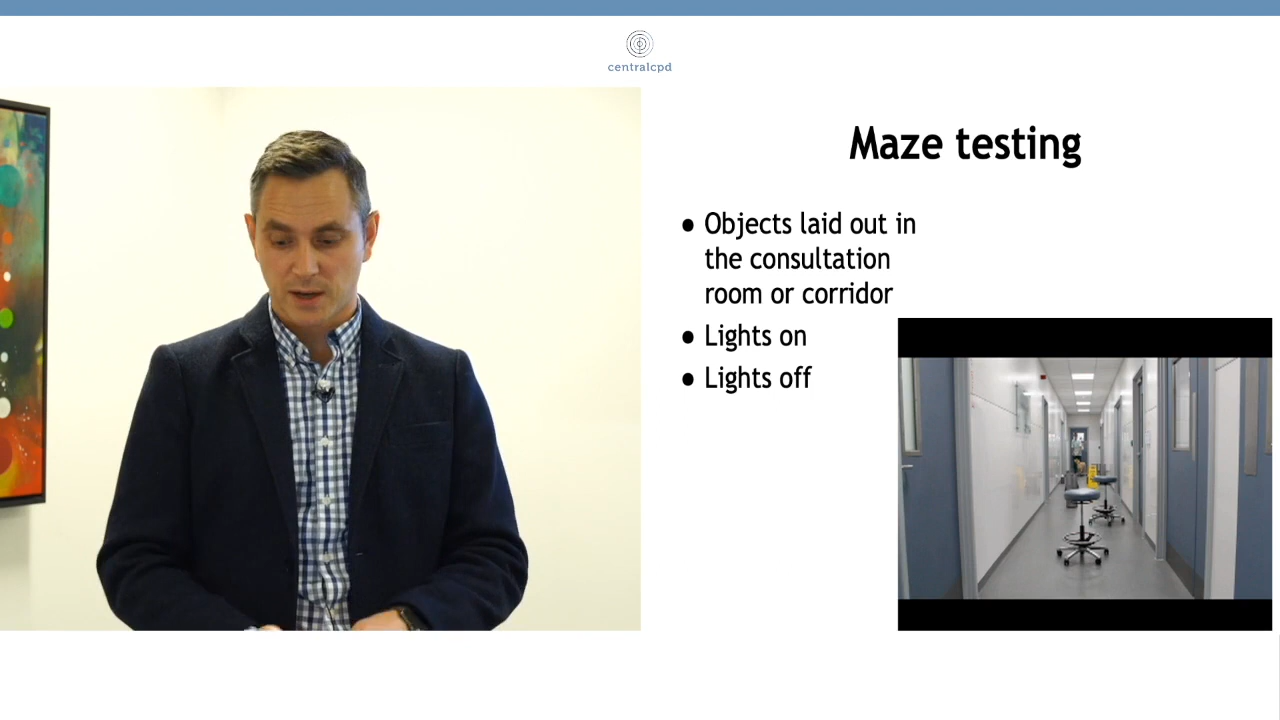 centralcpd
Maze testing
• Objects laid out in
the consultation
room or corridor
• Lights on
• Lights off